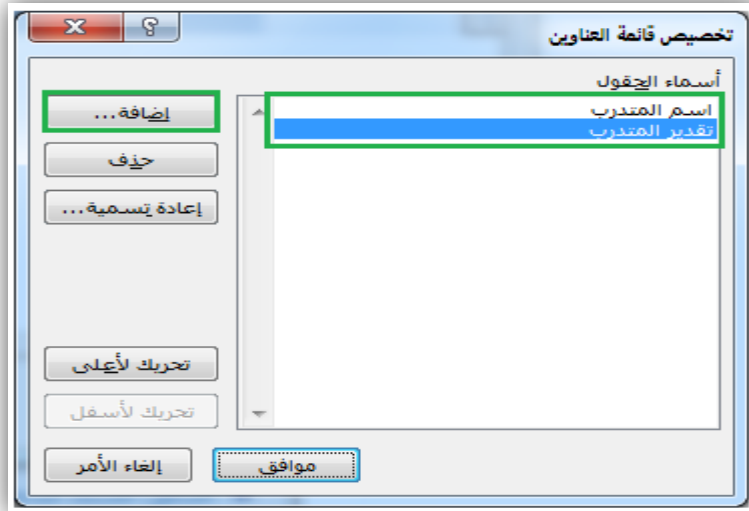 تخصيص قائمة العناوين
أسماء الحقول
اسم المتدرب
تقدير المتدرب
إضافة...
حذف
إعادة تسمية...
تحريك لأعلى
تحريك لأسفل
موافق
إلغاء الأمر